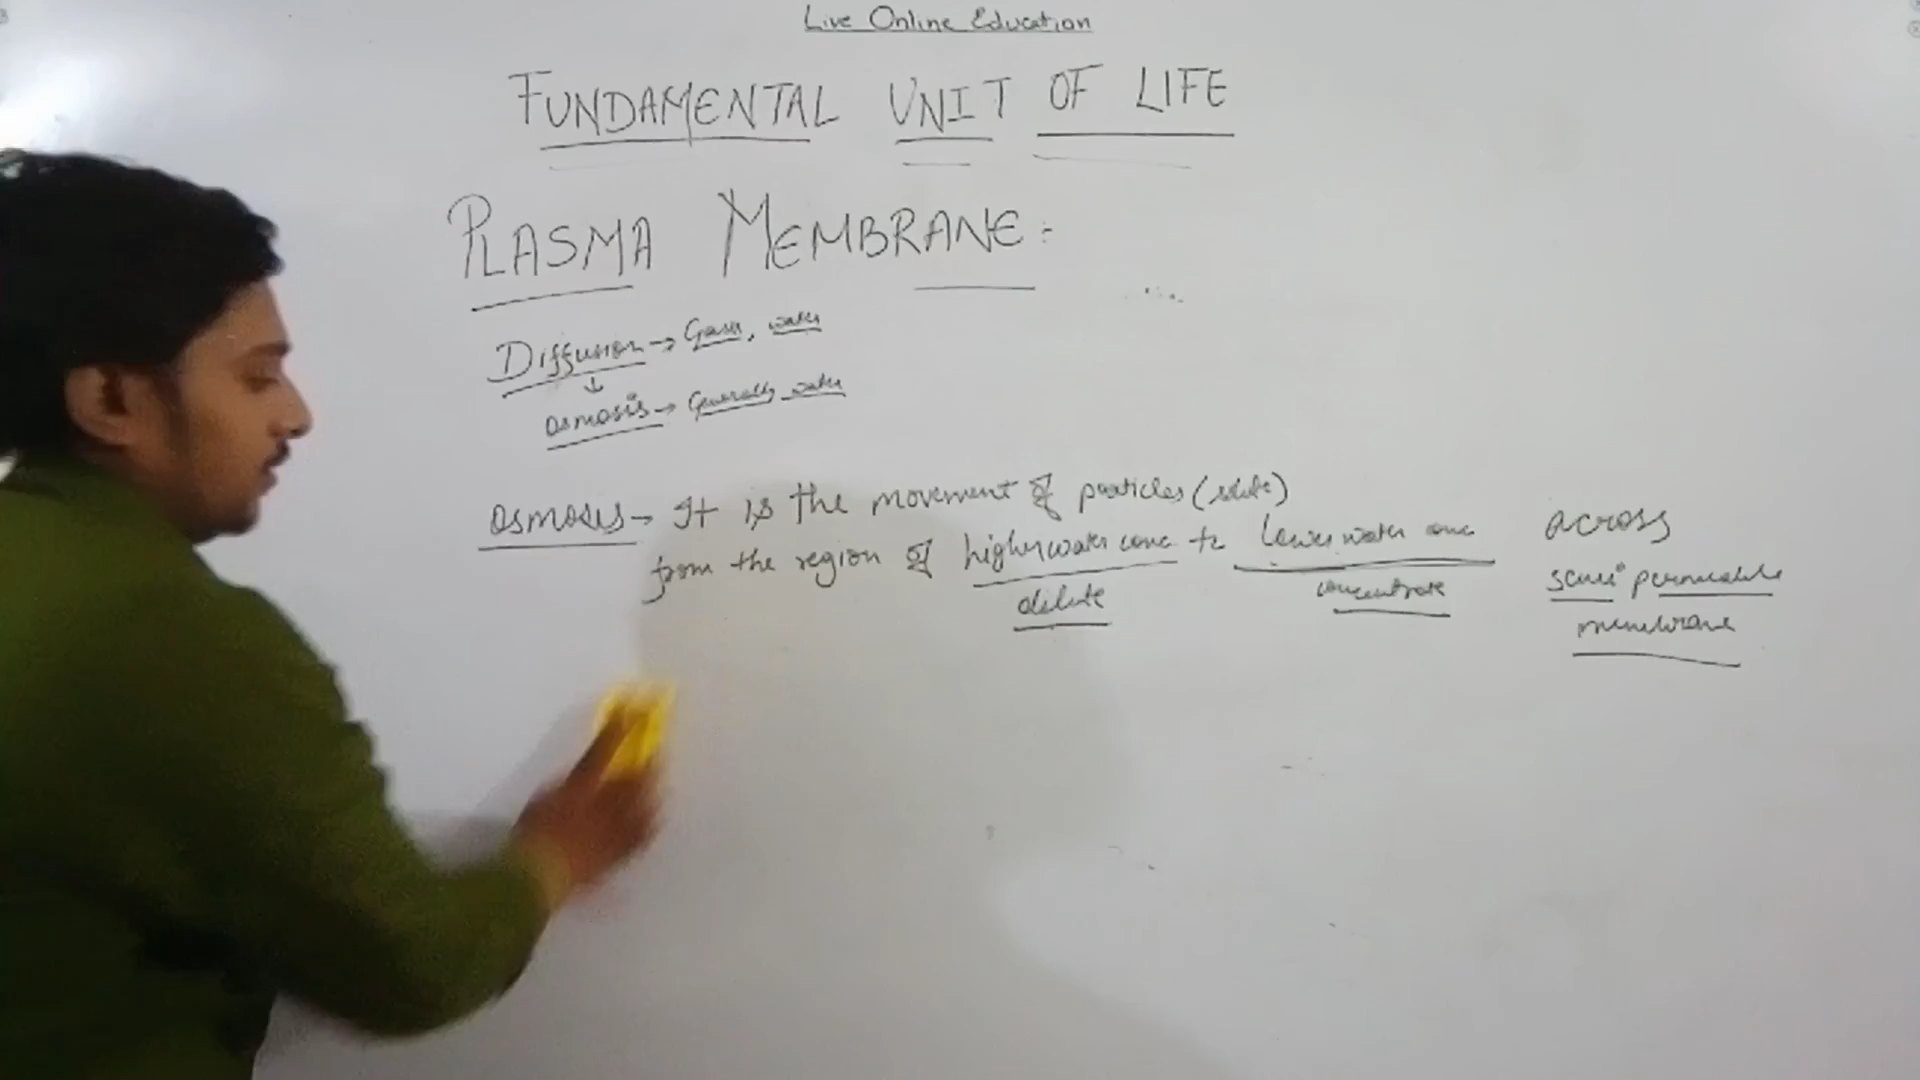 Live Online Education
FUNDAMENTAL UNIT OF LIFE
PLASMA MEMBRANE:
Diffusion → Gases, water
↓
Osmosis → Generally water
Osmosis → It is the movement of particles (solute)
from the region of higher water conc to lower water conc across
dilute concentrate semi permeable
membrane